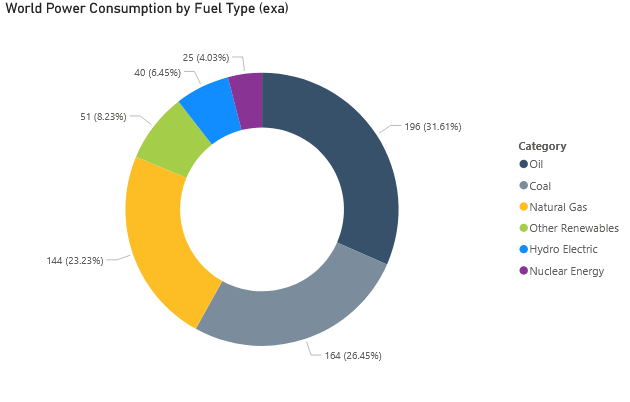 World Power Consumption by Fuel Type (exa)
25 (4.03%)
40 (6.45%)
51 (8.23%)
196 (31.61%)
144 (23.23%)
164 (26.45%)
Category
Oil
Coal
Natural Gas
Other Renewables
Hydro Electric
Nuclear Energy